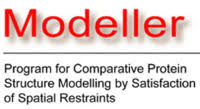 Modeller
Program for Comparative Protein
Structure Modelling by Satisfaction
of Spatial Restraints